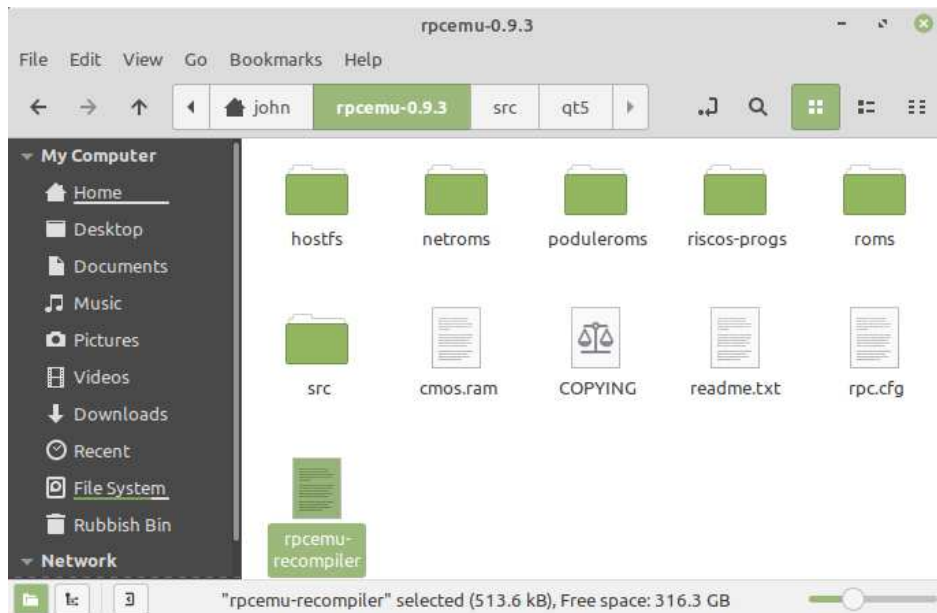 rpcemu-0.9.3
File Edit View Go Bookmarks Help
john rpcemu-0.9.3 src qt5
My Computer
Home
Desktop
Documents
Music
Pictures
Videos
Downloads
Recent
File System
Rubbish Bin
Network
hostfs netroms poduleroms riscos-progs roms
src cmos.ram COPYING readme.txt rpc.cfg
rpcemu-
recompiler
"rpcemu-recompiler" selected (513.6 kB), Free space: 316.3 GB